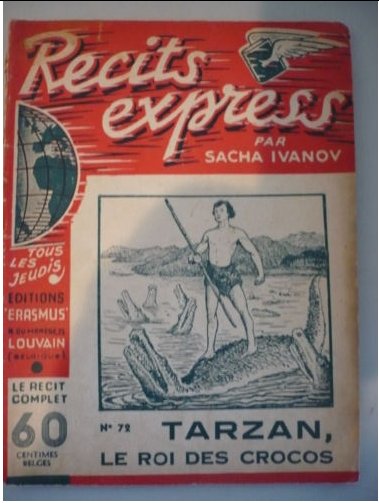 Recits
express
PAR
SACHA IVANOV
TOUS
LES
JEUDIS
EDITIONS
"ERASMUS"
LOUVAIN
(BELGIQUE)
LE RECIT
COMPLET
60
CENTIMES
BELGES
N° 72
TARZAN,
LE ROI DES CROCOS